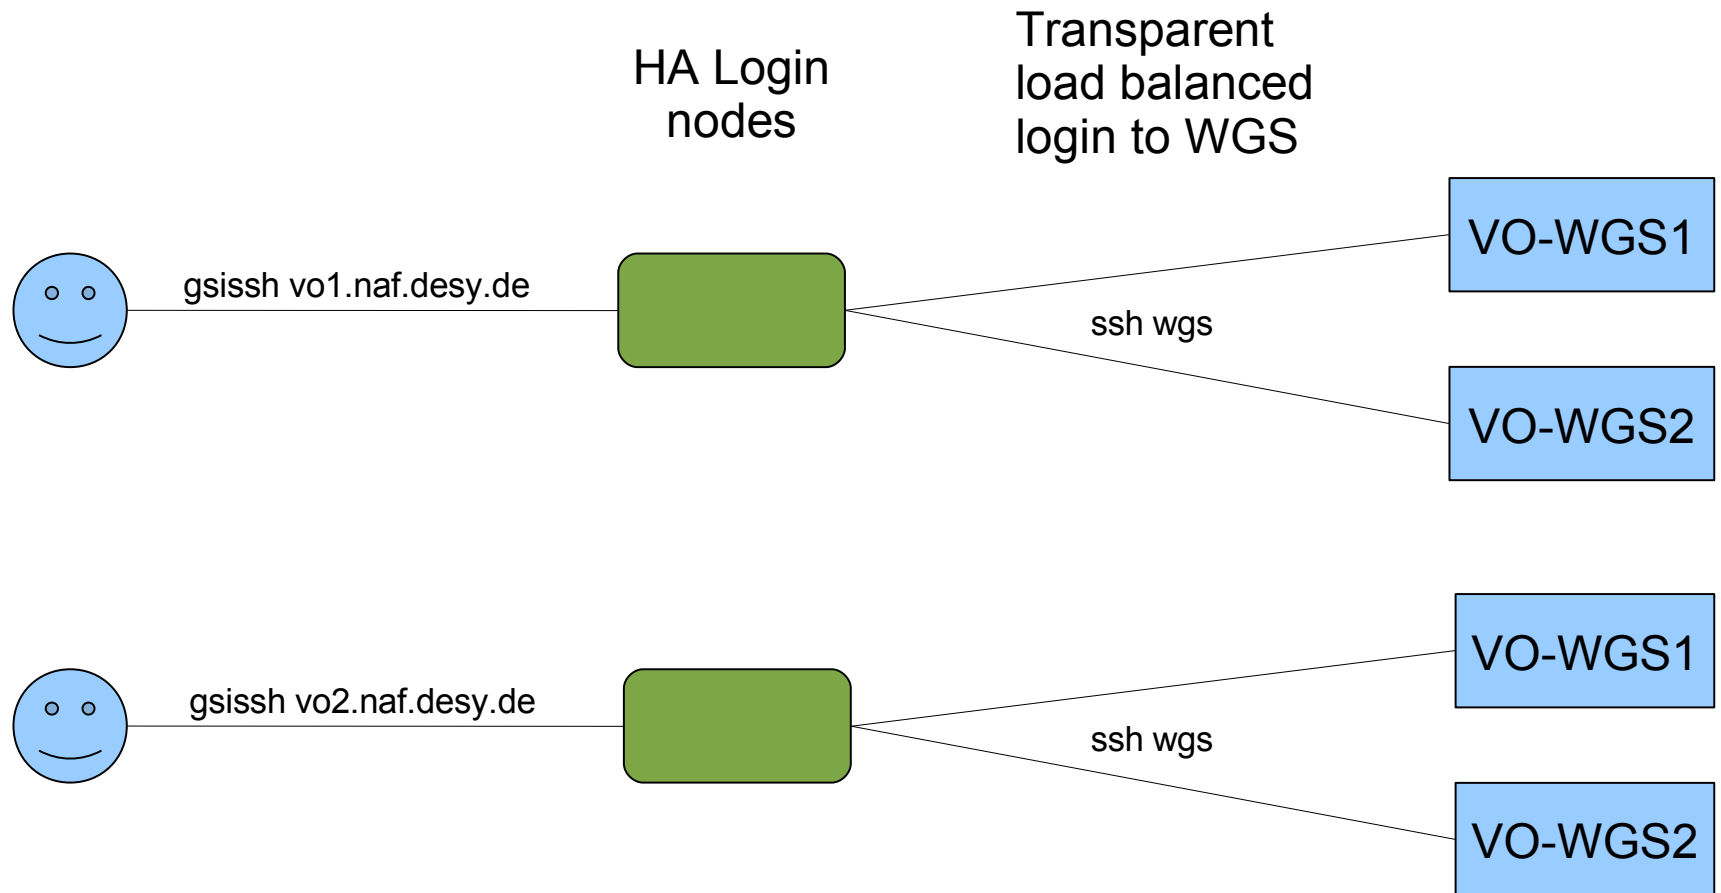 HA Login
nodes
Transparent
load balanced
login to WGS
gsissh vo1.naf.desy.de
ssh wgs
VO-WGS1
VO-WGS2
gsissh vo2.naf.desy.de
ssh wgs
VO-WGS1
VO-WGS2